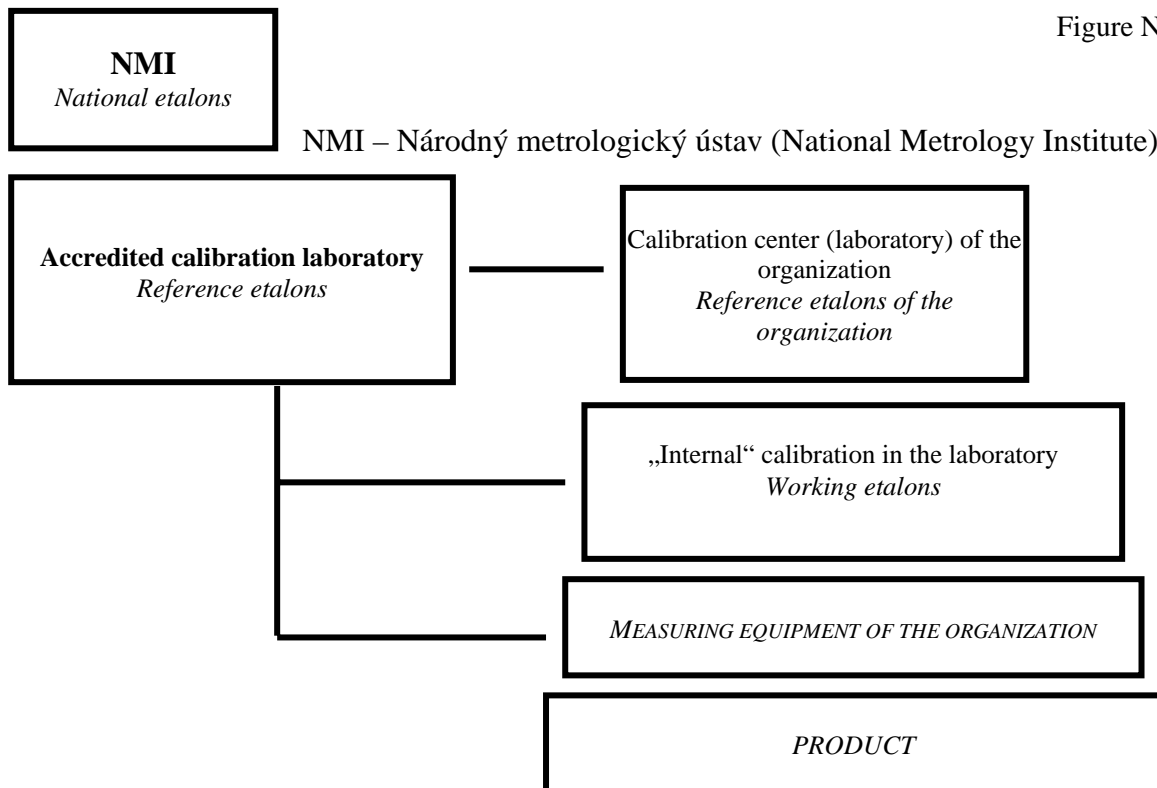 Figure N
NMI
National etalons
NMI – Národný metrologický ústav (National Metrology Institute)
Accredited calibration laboratory
Reference etalons
Calibration center (laboratory) of the
organization
Reference etalons of the
organization
„Internal“ calibration in the laboratory
Working etalons
MEASURING EQUIPMENT OF THE ORGANIZATION
PRODUCT